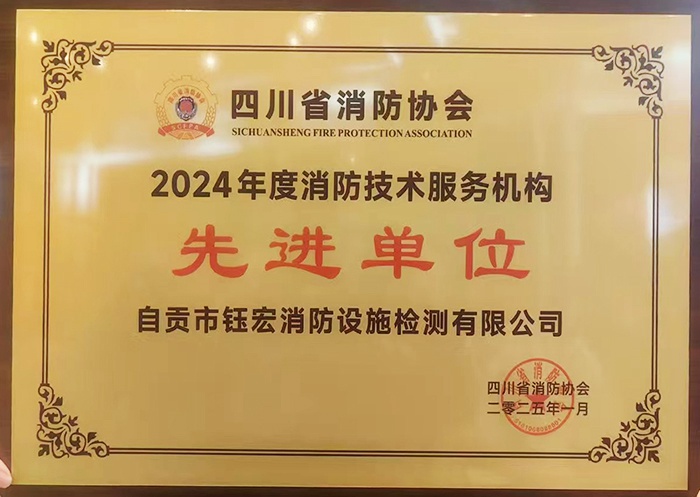 四川省消防协会
SICHUANSHENG FIRE PROTECTION ASSOCIATION
2024年度消防技术服务机构
先进单位
自贡市钰宏消防设施检测有限公司
四川省消防协会
二零二五年一月